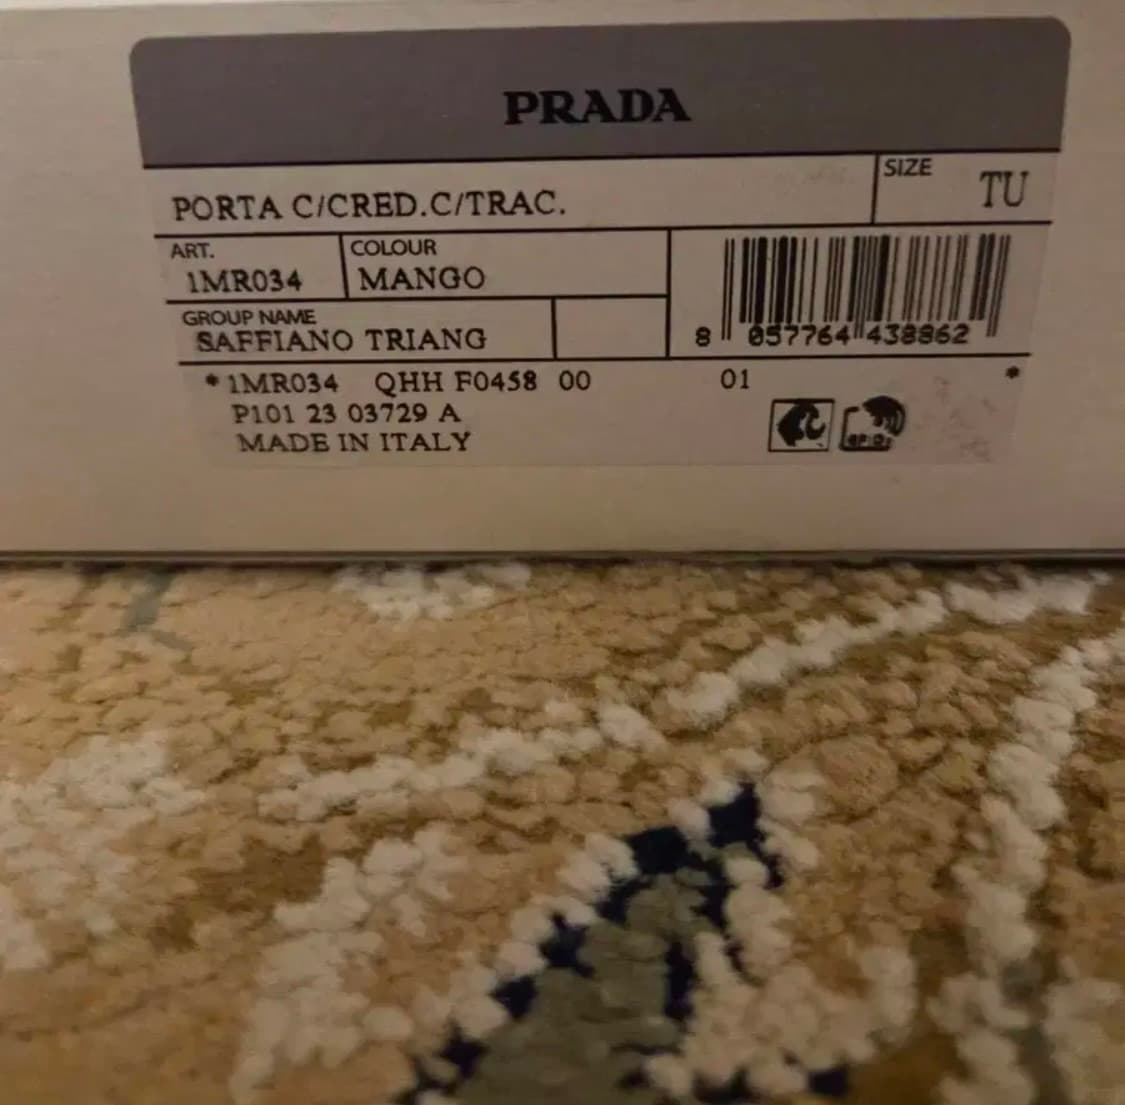 PRADA
PORTA C/CRED.C/TRAC.
SIZE
TU
ART.
1MR034
COLOUR
MANGO
GROUP NAME
SAFFIANO TRIANG
8 057764 438862
*1MR034 QHH F0458 00 01 *
P101 23 03729 A
MADE IN ITALY